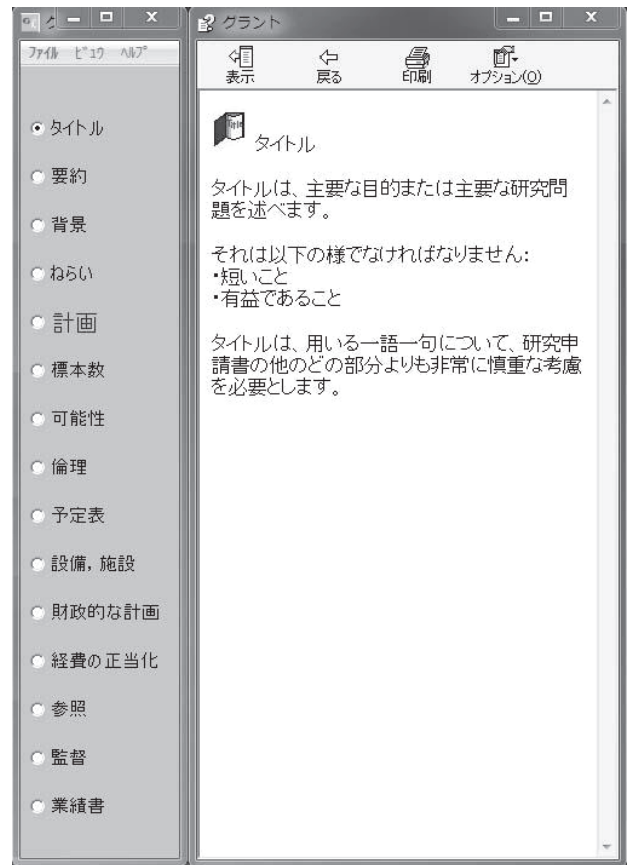 ファイル ビュウ ヘルプ
タイトル
要約
背景
ねらい
計画
標本数
可能性
倫理
予定表
設備, 施設
財政的な計画
経費の正当化
参照
監督
業績書
グラント
表示 戻る 印刷 オプション(O)
Title
タイトル
タイトルは、主要な目的または主要な研究問
題を述べます。
それは以下の様でなければなりません:
・短いこと
・有益であること
タイトルは、用いる一語一句について、研究申
請書の他のどの部分よりも非常に慎重な考慮
を必要とします。